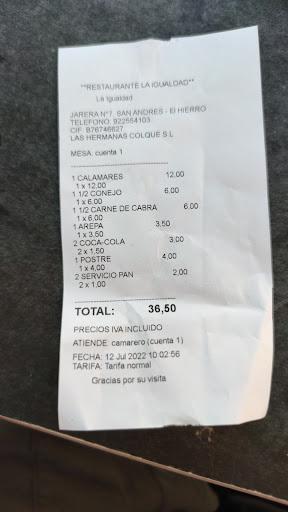 **RESTAURANTE LA IGUALDAD**
La Igualdad
JARERA Nº7. SAN ANDRES - El HIERRO
TELEFONO: 922554103
CIF: B76746627
LAS HERMANAS COLQUE S L
MESA: cuenta 1
1 CALAMARES 12,00
1 x 12,00
1 1/2 CONEJO 6,00
1 x 6,00
1 1/2 CARNE DE CABRA 6,00
1 x 6,00
1 AREPA 3,50
1 x 3,50
2 COCA-COLA 3,00
2 x 1,50
1 POSTRE 4,00
1 x 4,00
2 SERVICIO PAN 2,00
2 x 1,00
TOTAL: 36,50
PRECIOS IVA INCLUIDO
ATIENDE: camarero (cuenta 1)
FECHA: 12 Jul 2022 10 02:56
TARIFA: Tarifa normal
Gracias por su visita